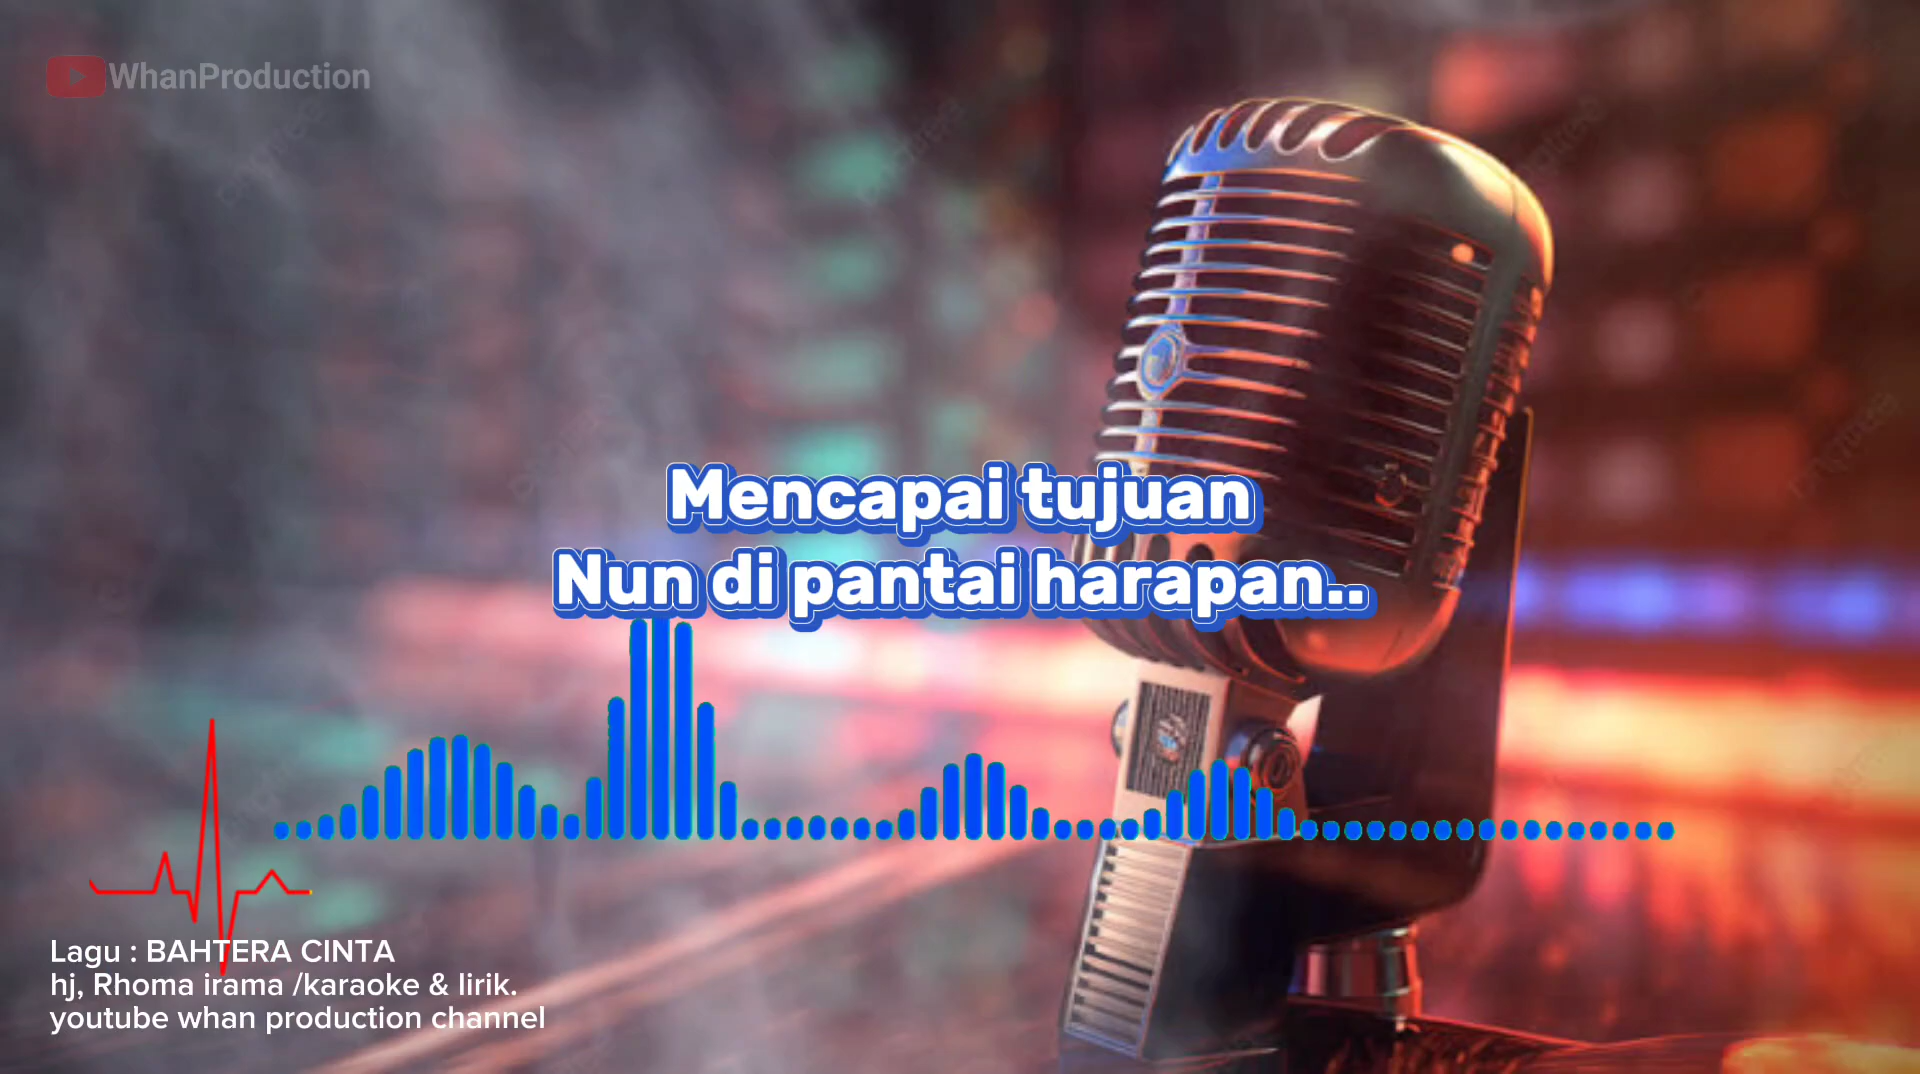 WhanProduction
Mencapai tujuan
Nun di pantai harapan..
Lagu : BAHTERA CINTA
hj, Rhoma irama /karaoke & lirik.
youtube whan production channel